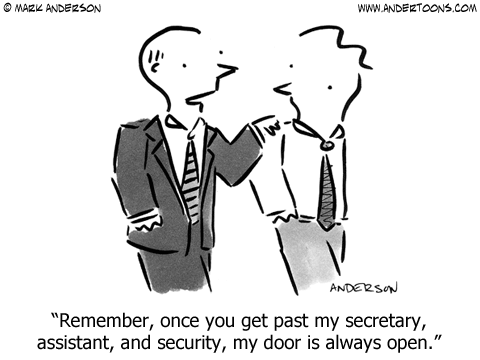 © MARK ANDERSON
WWW.ANDERTOONS.COM
ANDERSON
“Remember, once you get past my secretary,
assistant, and security, my door is always open.”